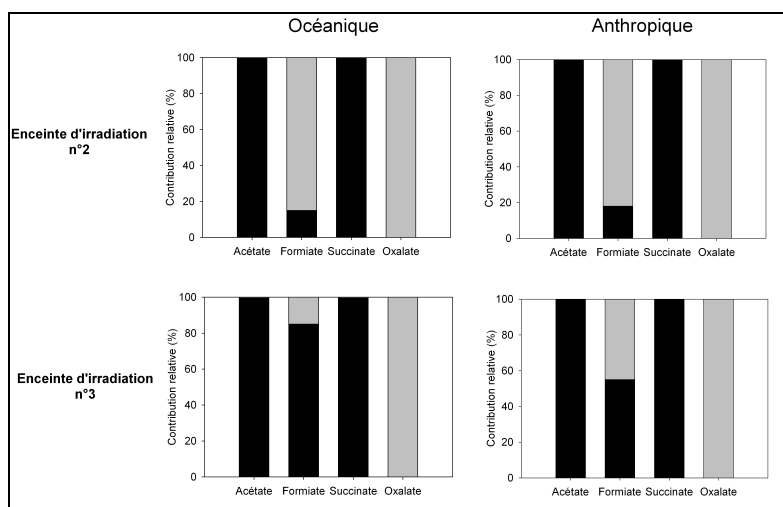 Océanique
Anthropique
Enceinte d'irradiation
n°2
Contribution relative (%)
100
80
60
40
20
0
Acétate Formiate Succinate Oxalate
Contribution relative (%)
100
80
60
40
20
0
Acétate Formiate Succinate Oxalate
Enceinte d'irradiation
n°3
Contribution relative (%)
100
80
60
40
20
0
Acétate Formiate Succinate Oxalate
Contribution relative (%)
100
80
60
40
20
0
Acétate Formiate Succinate Oxalate